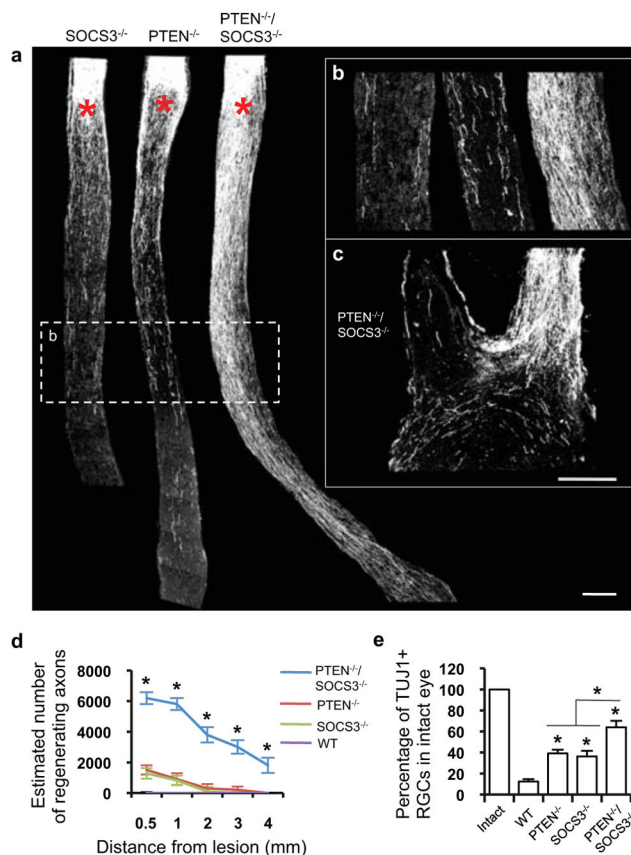 PTEN⁻/⁻/
SOCS3⁻/⁻ PTEN⁻/⁻ SOCS3⁻/⁻
a
* * *
b
b
c
PTEN⁻/⁻/
SOCS3⁻/⁻
d
Estimated number
of regenerating axons
8000
6000
4000
2000
0
* * * * *
0.5 1 2 3 4
Distance from lesion (mm)
PTEN⁻/⁻/
SOCS3⁻/⁻
PTEN⁻/⁻
SOCS3⁻/⁻
WT
e
Percentage of TUJ1+
RGCs in intact eye
120
100
80
60
40
20
0
*
* * *
Intact
WT
PTEN⁻/⁻
SOCS3⁻/⁻
PTEN⁻/⁻/
SOCS3⁻/⁻